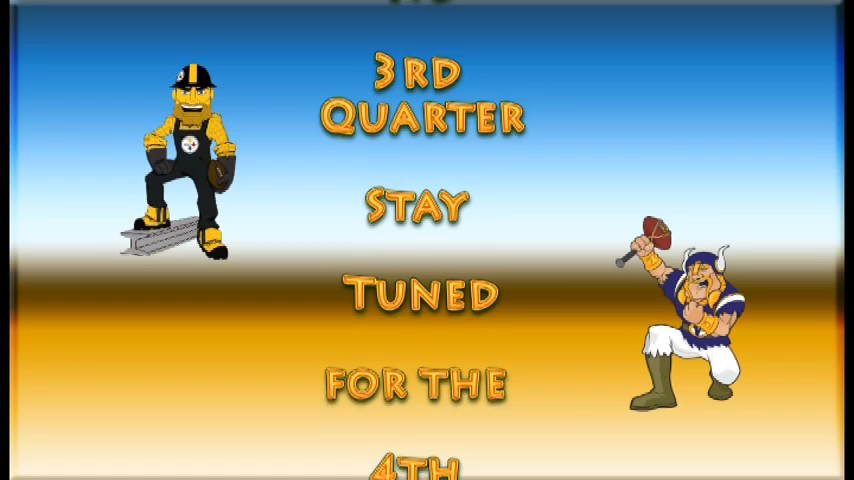 3RD
QUARTER
STAY
TUNED
FOR THE
4TH